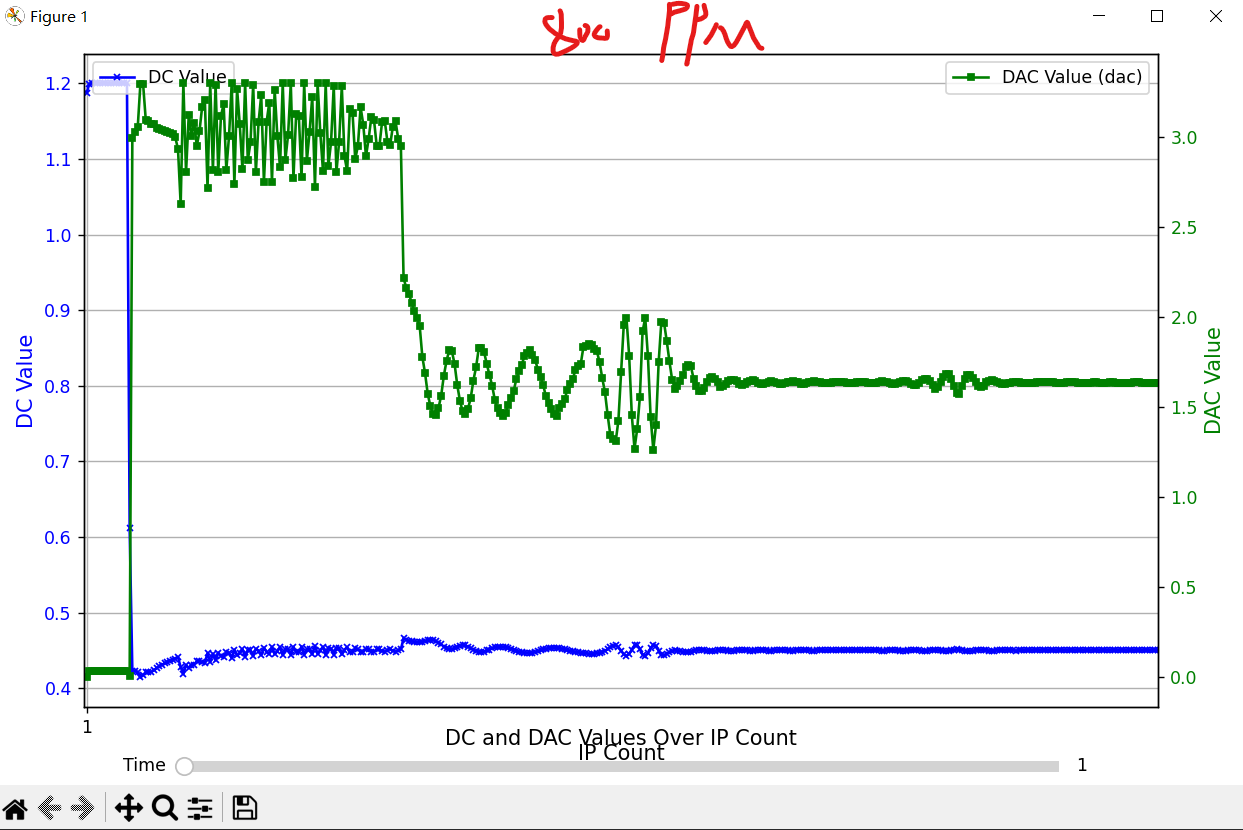 Figure 1
800 PPM
DC Value
DAC Value (dac)
1.2
1.1
1.0
0.9
0.8
0.7
0.6
0.5
0.4
DC Value
3.0
2.5
2.0
1.5
1.0
0.5
0.0
DAC Value
1
DC and DAC Values Over IP Count
IP Count
Time
1